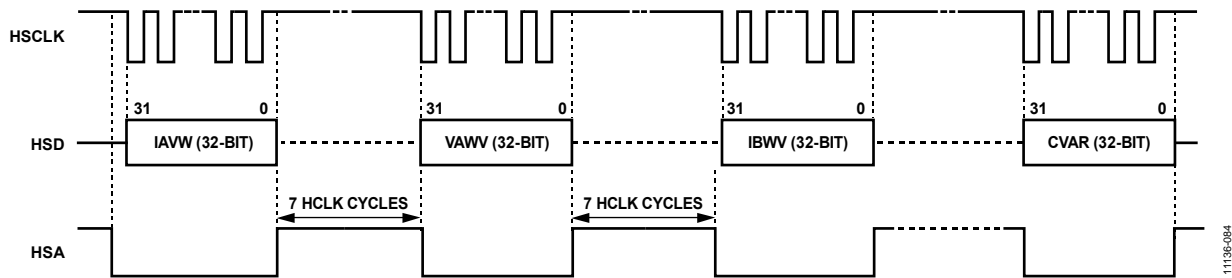 HSCLK
31 0 31 0 31 0 31 0
HSD IAVW (32-BIT) VAWV (32-BIT) IBWV (32-BIT) CVAR (32-BIT)
7 HCLK CYCLES 7 HCLK CYCLES
HSA
11136-084